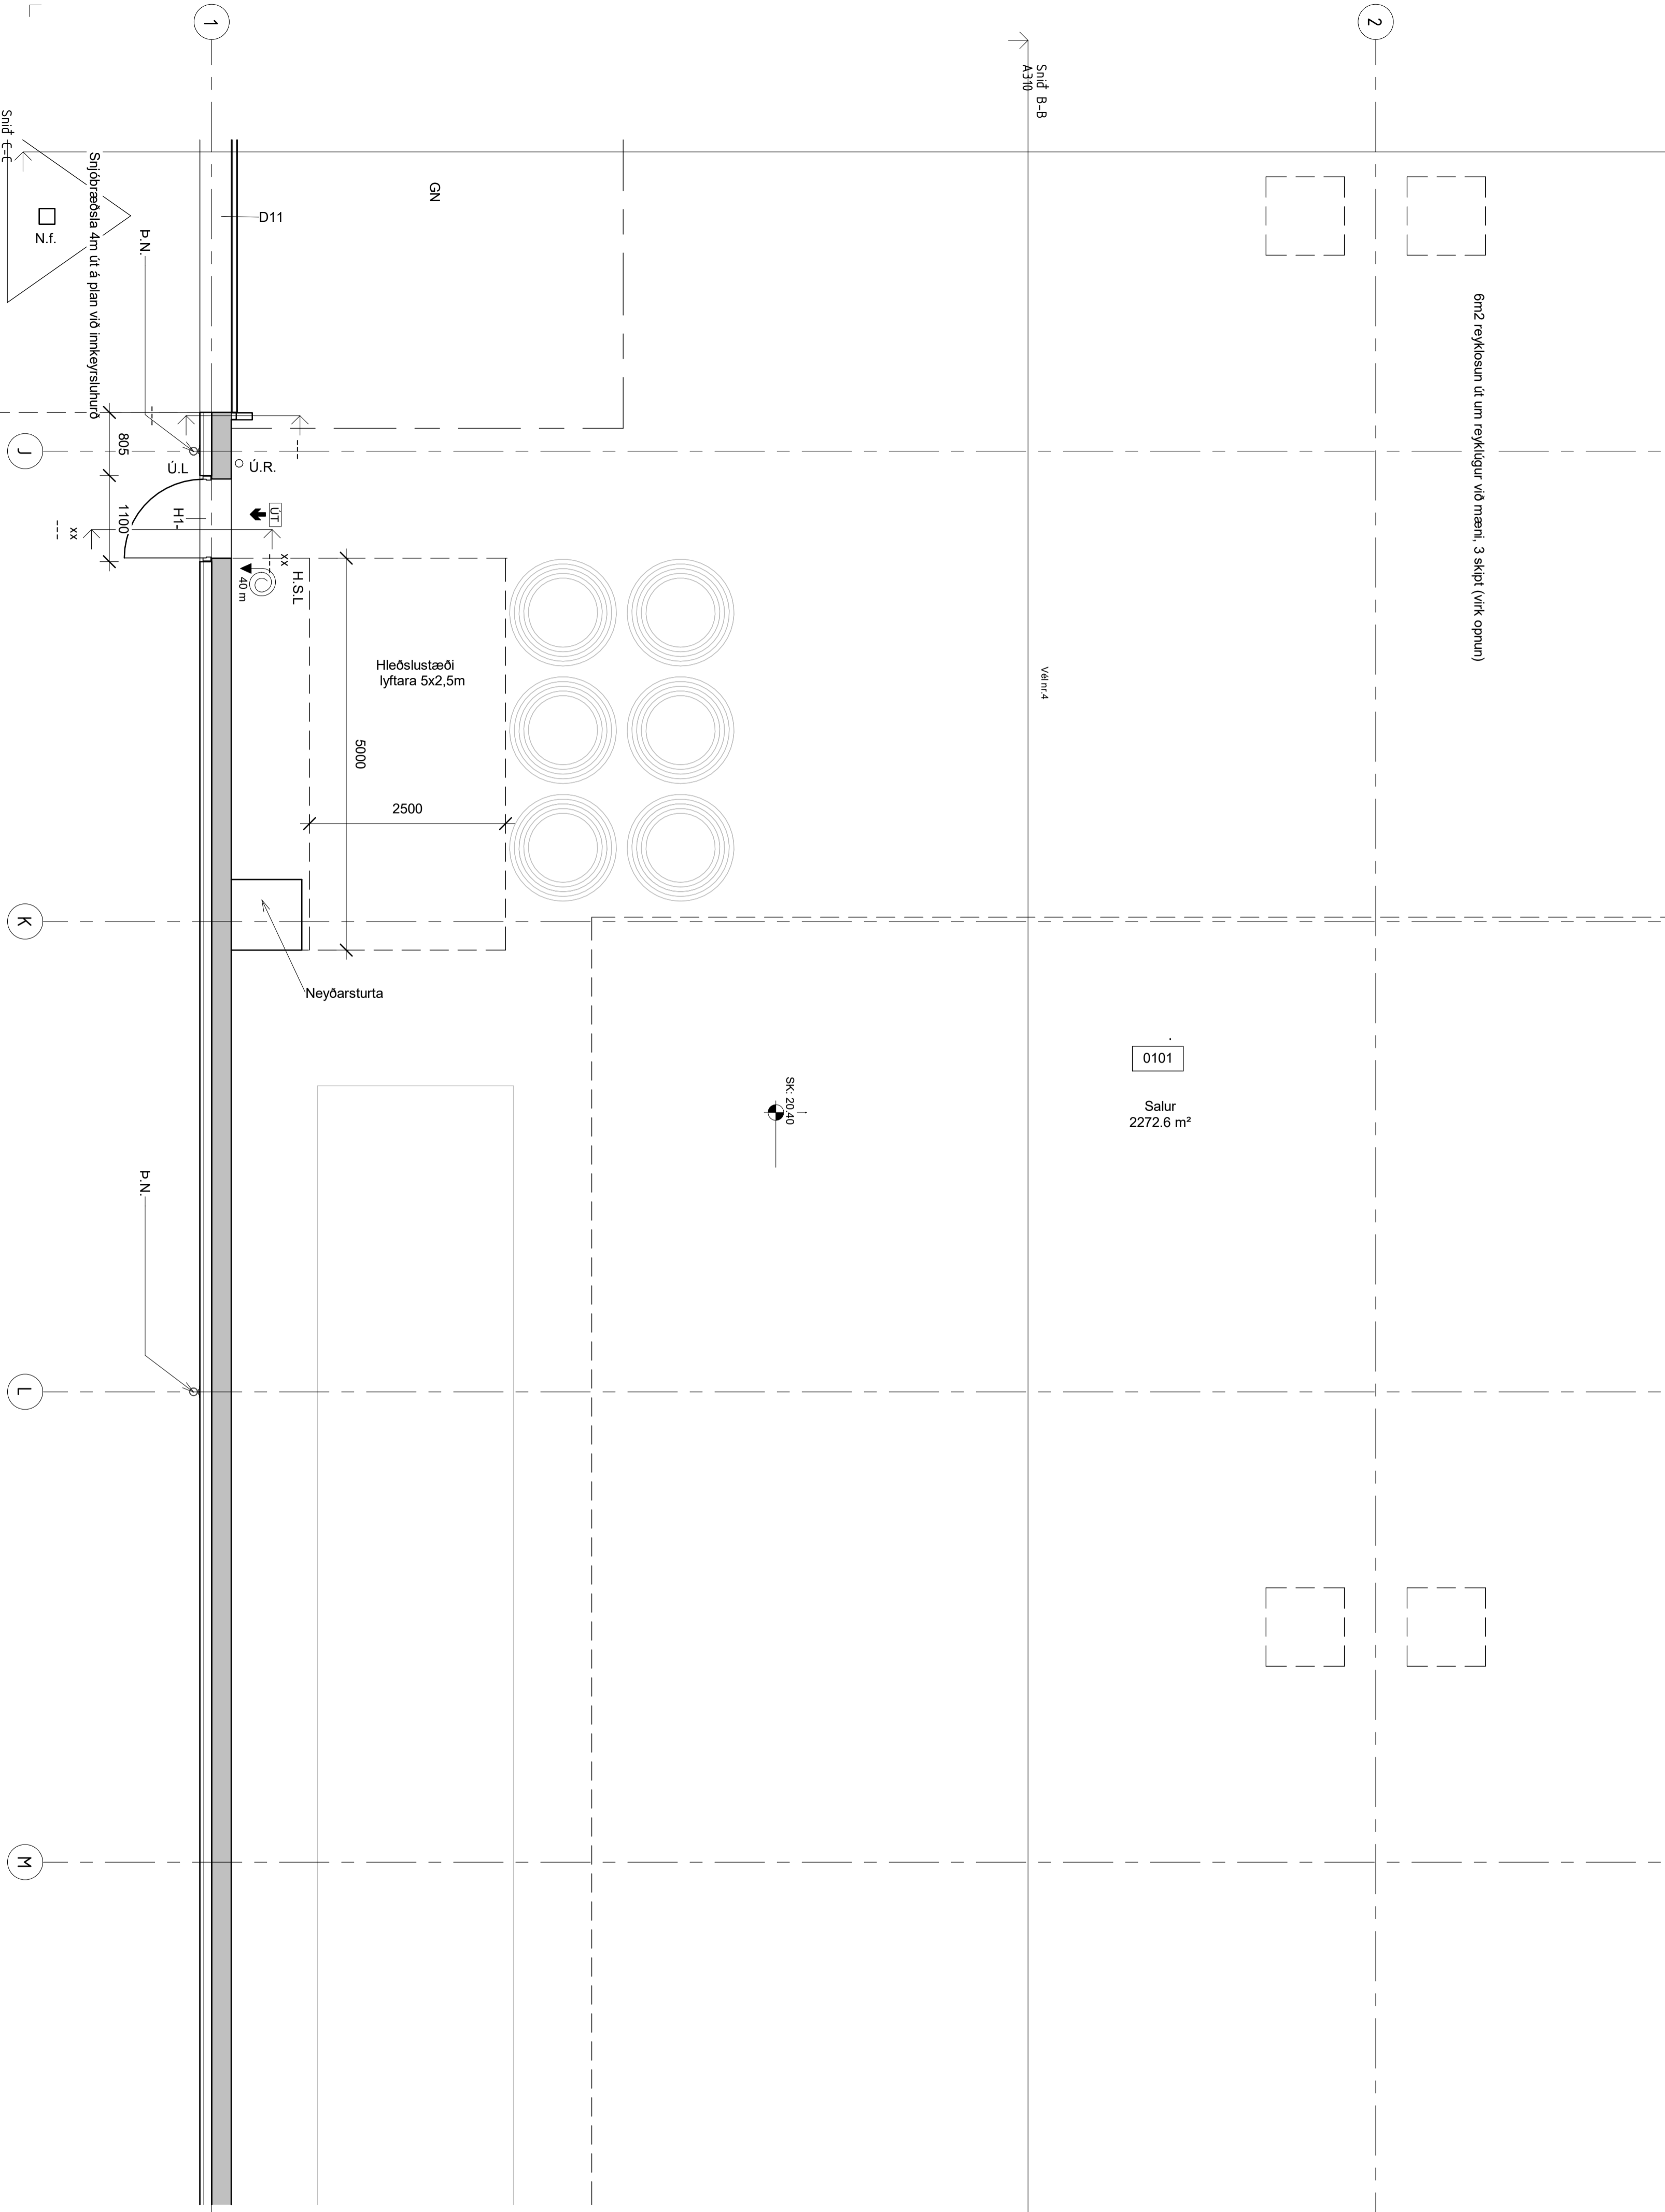 1
2
Snið B-B
A310
Snið C-C
Snjóbræðsla 4m út á plan við innkeyrsluhurð
N.f.
Þ.N.
D11
GN
6m2 reyklosun út um reyklúgur við mæni, 3 skipt (virk opnun)
J
805
Ú.L
Ú.R.
1100
H1-
ÚT
xx
xx
---
---
---
---
H.S.L
40 m
Hleðslustæði
lyftara 5x2,5m
5000
2500
Vél nr.4
K
Neyðarsturta
0101
Salur
2272.6 m²
SK: 20.40
Þ.N.
L
M